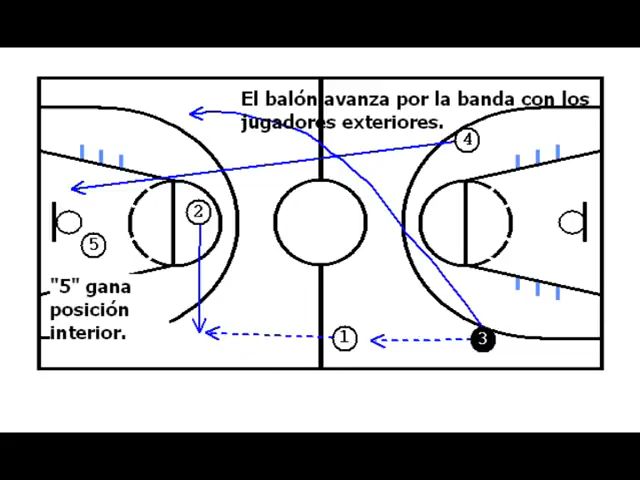 El balón avanza por la banda con los
jugadores exteriores.
4
2
5
"5" gana
posición
interior.
1
3